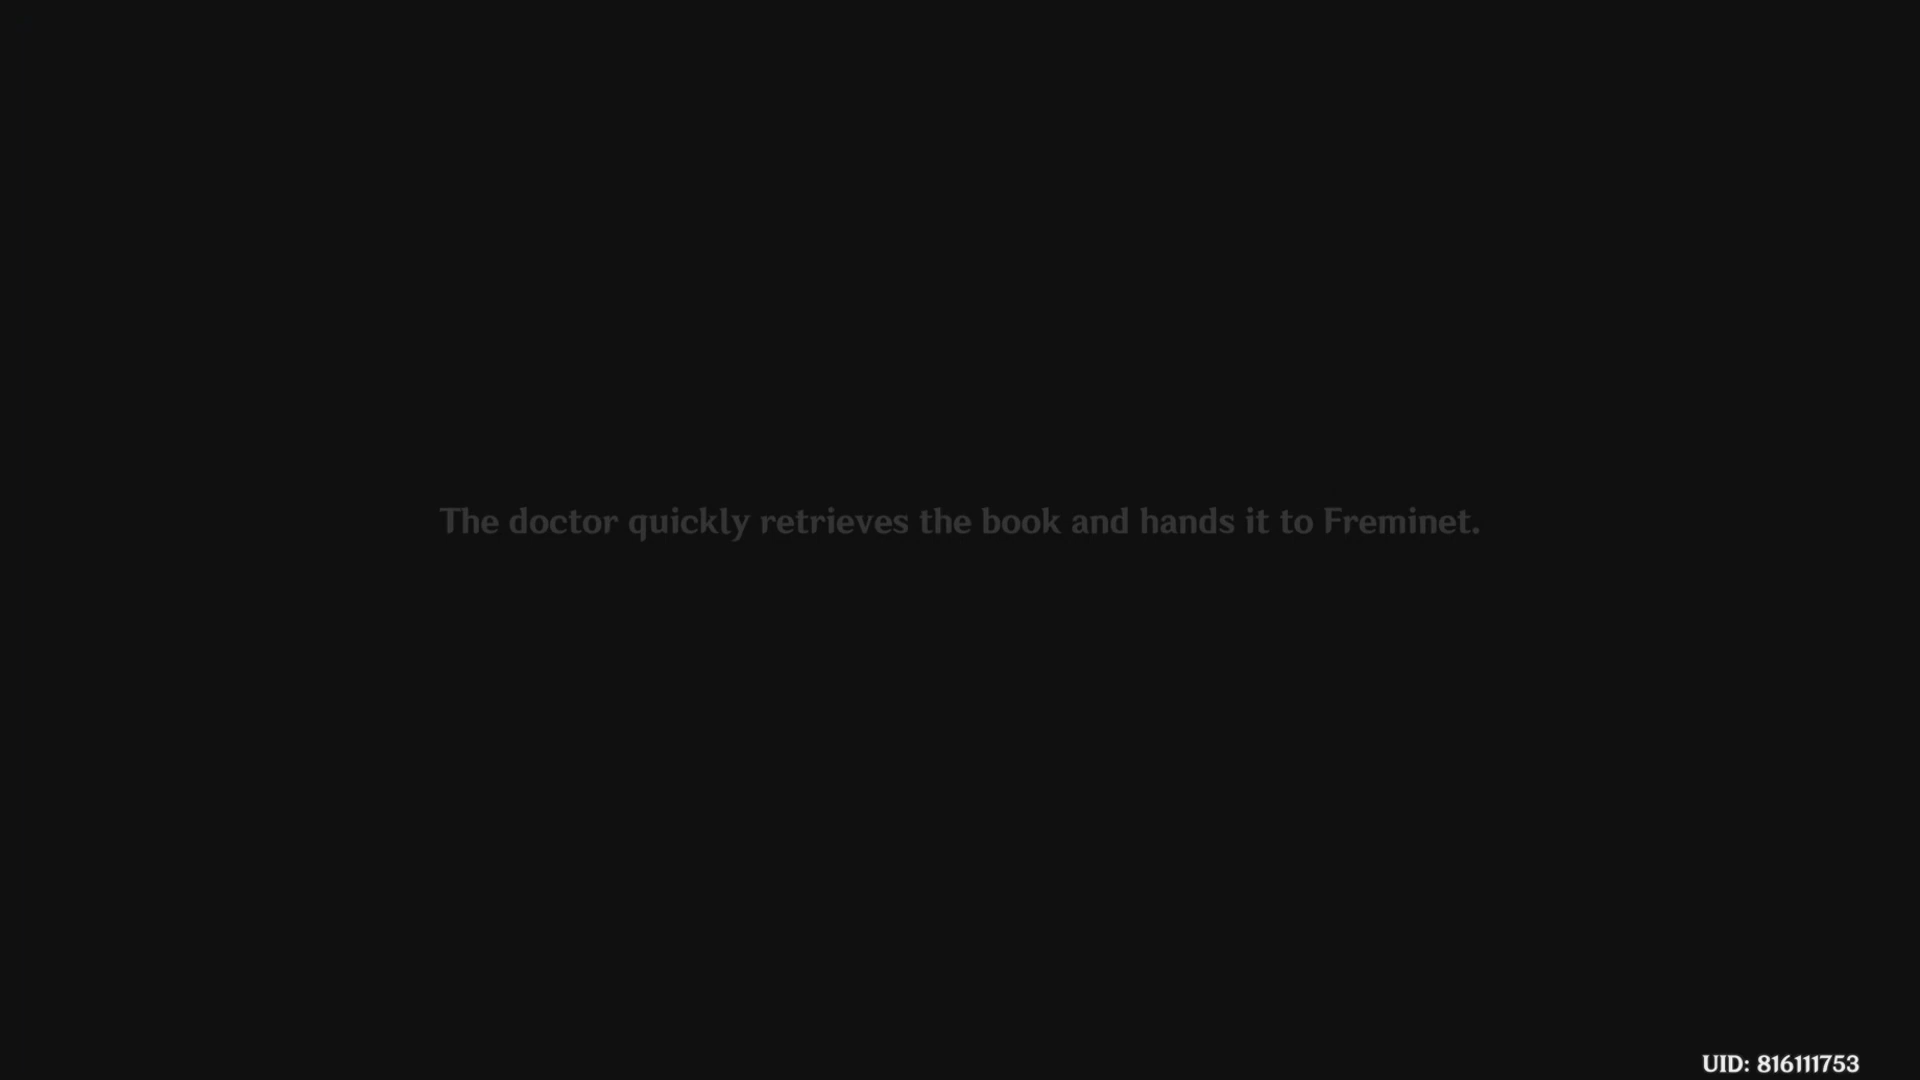 The doctor quickly retrieves the book and hands it to Freminet.
UID: 816111753